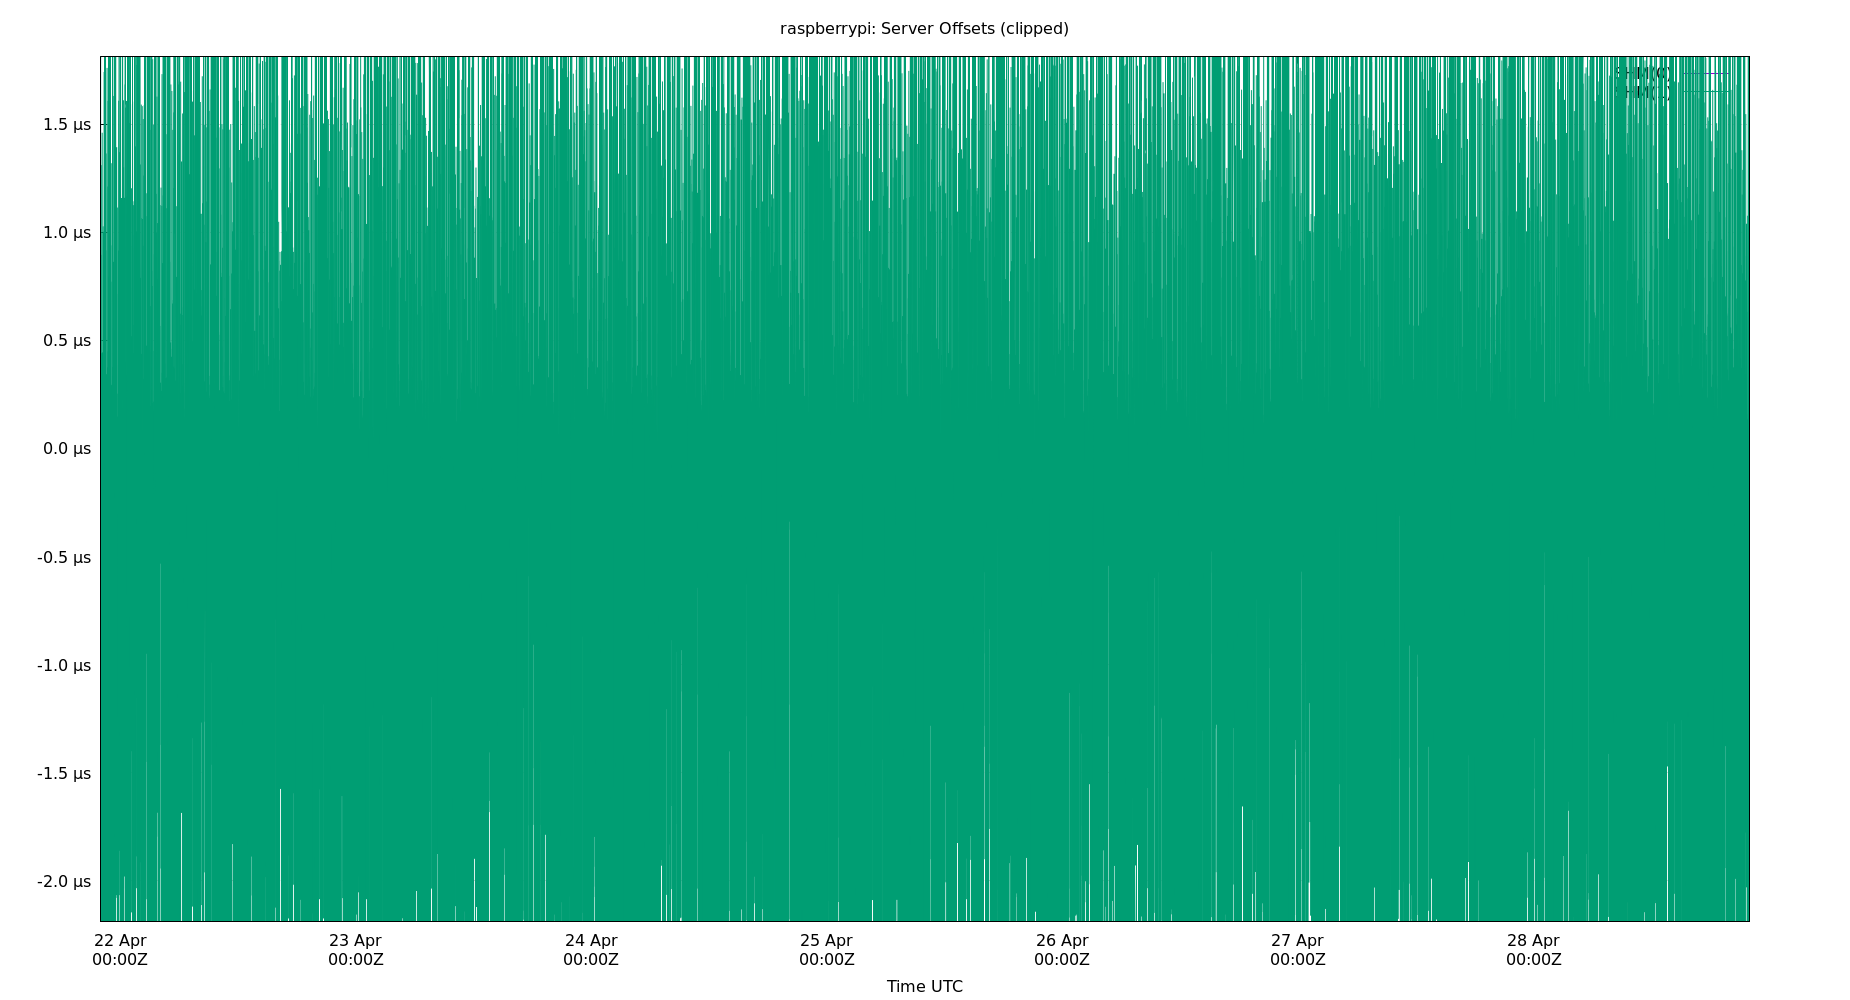 raspberrypi: Server Offsets (clipped)
SHM(0)
1.5 µs
1.0 µs
0.5 µs
0.0 µs
-0.5 µs
-1.0 µs
-1.5 µs
-2.0 µs
22 Apr 23 Apr 24 Apr 25 Apr 26 Apr 27 Apr 28 Apr
00:00Z 00:00Z 00:00Z 00:00Z 00:00Z 00:00Z 00:00Z
Time UTC